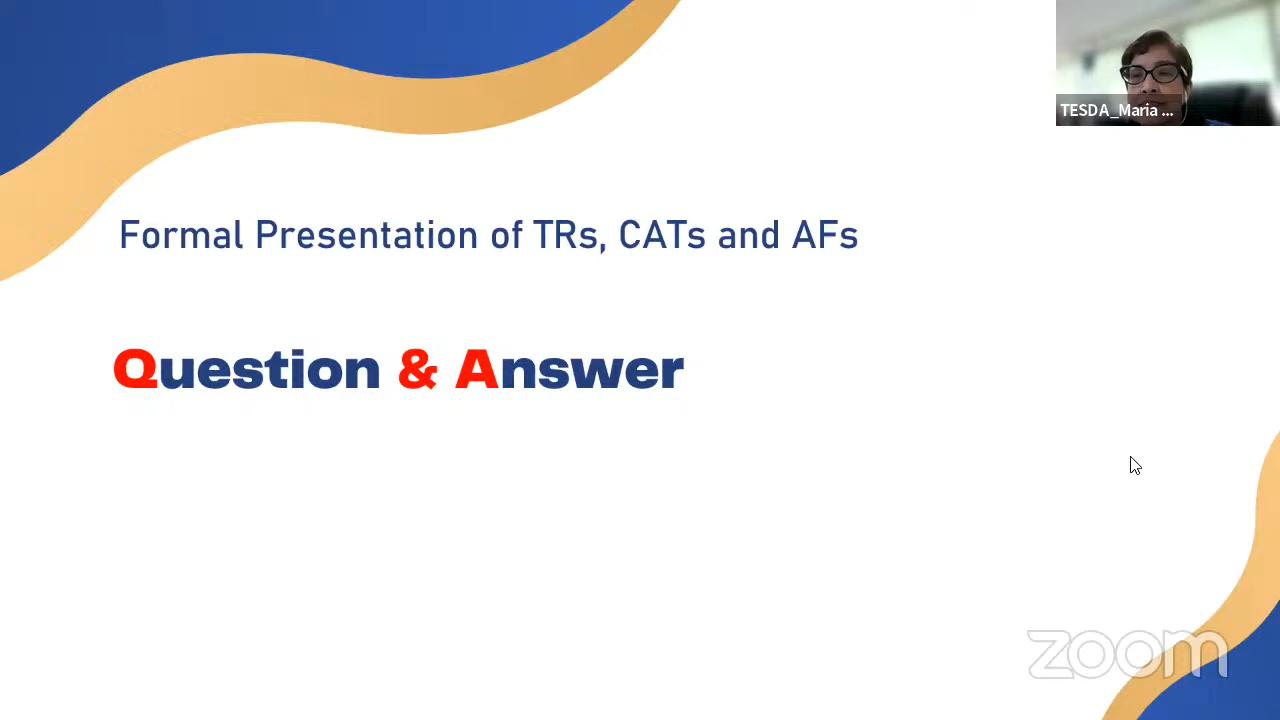 TESDA_Maria ...
Formal Presentation of TRs, CATs and AFs
Question & Answer
zoom